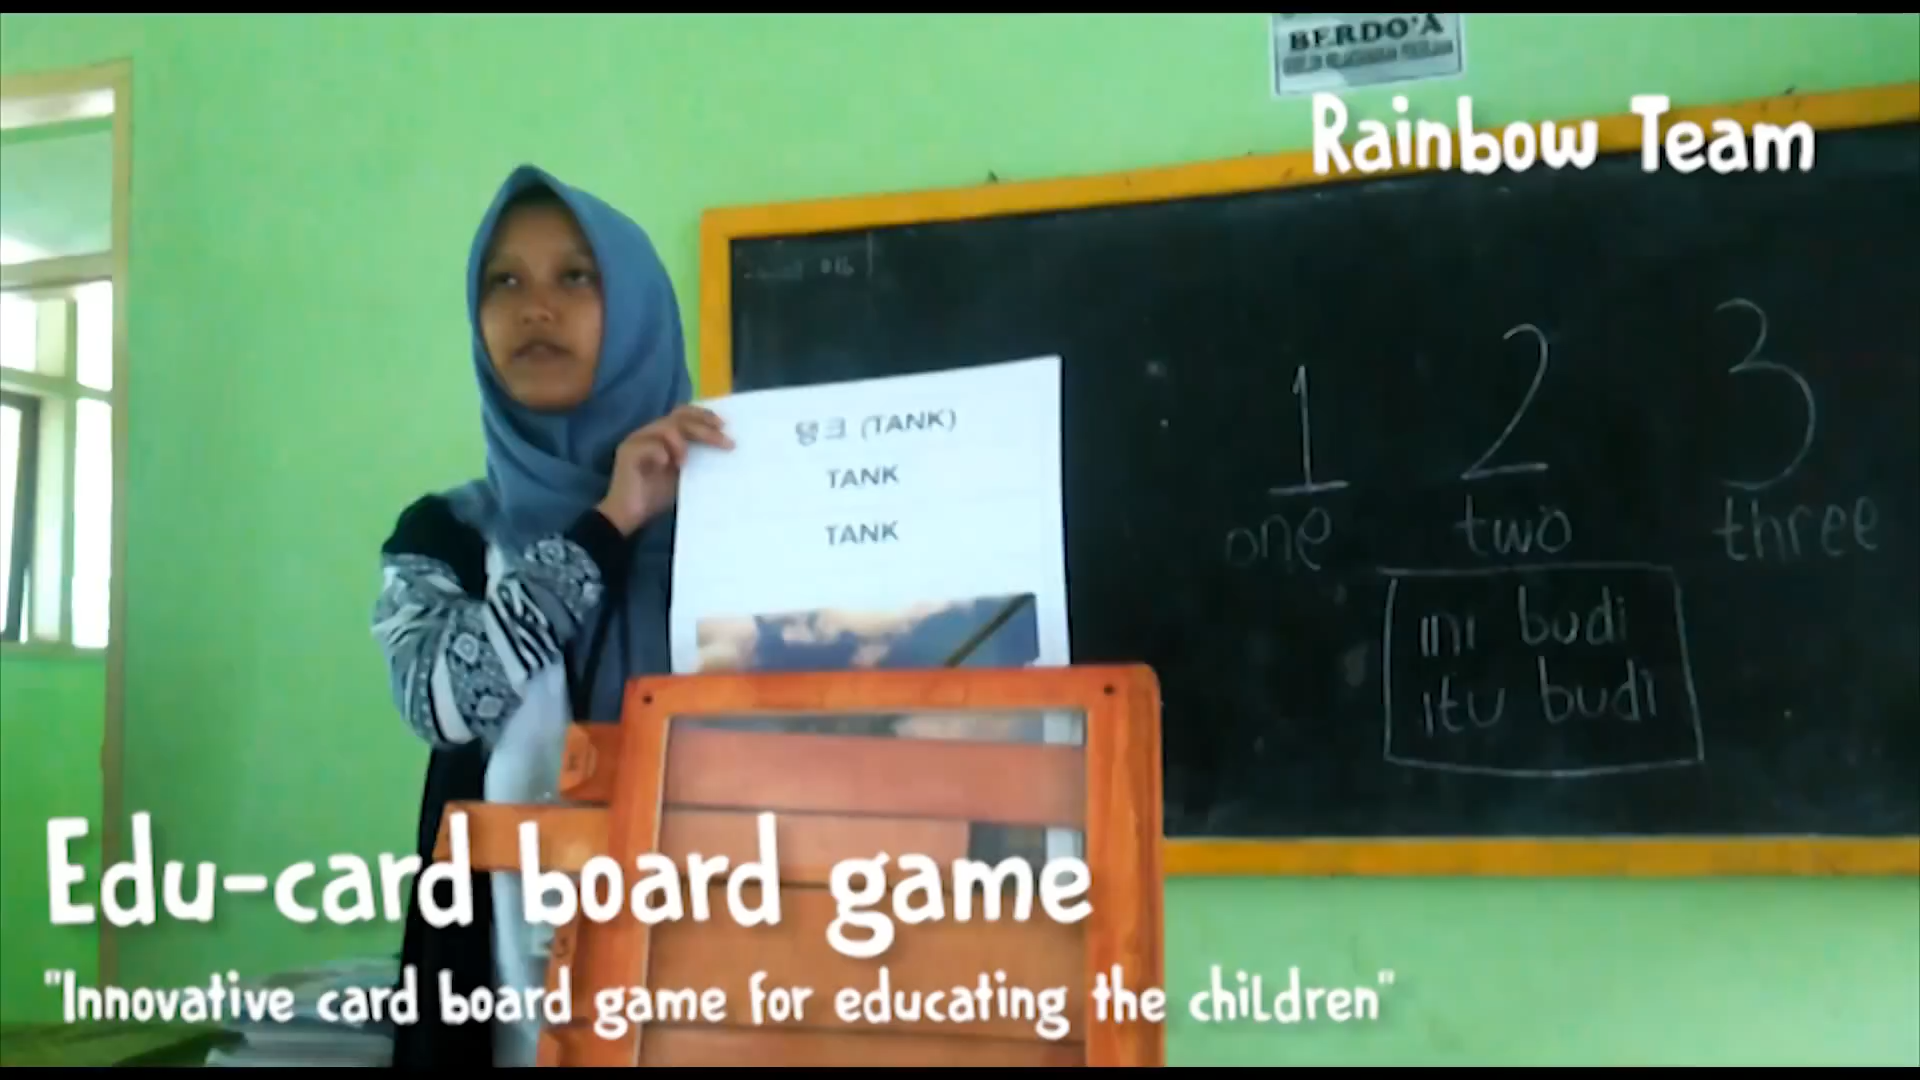 BERDO'A
Rainbow Team
탱크 (TANK)
TANK
TANK
1 2 3
one two three
ini budi
itu budi
Edu-card board game
"Innovative card board game for educating the children"